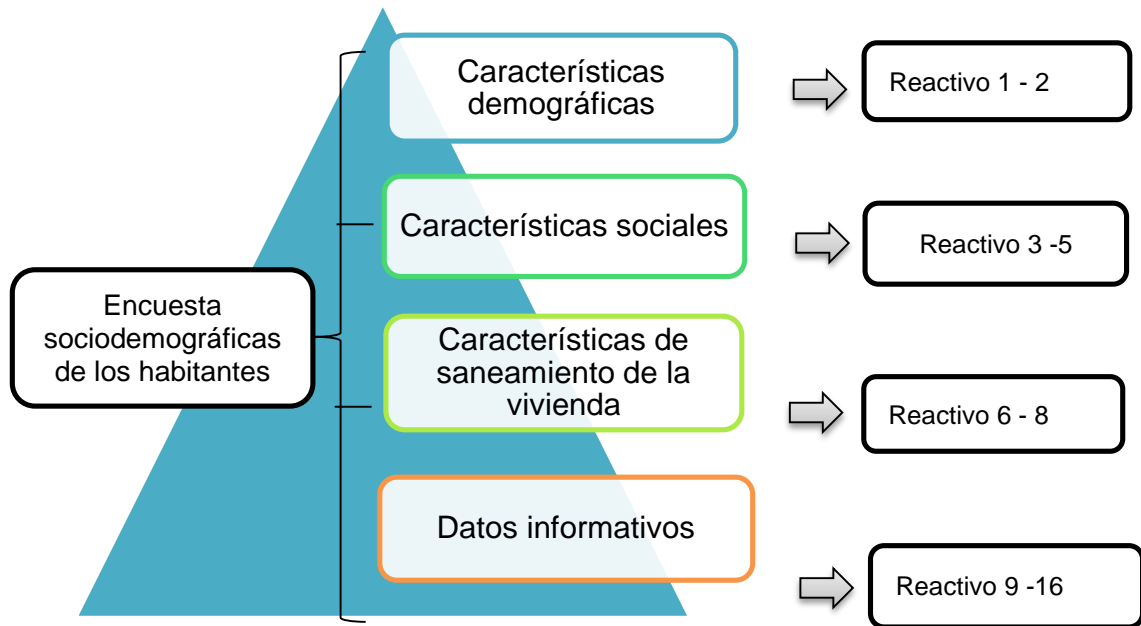 Características
demográficas
Reactivo 1 - 2
Características sociales
Reactivo 3 -5
Encuesta
sociodemográficas
de los habitantes
Características de
saneamiento de la
vivienda
Reactivo 6 - 8
Datos informativos
Reactivo 9 -16